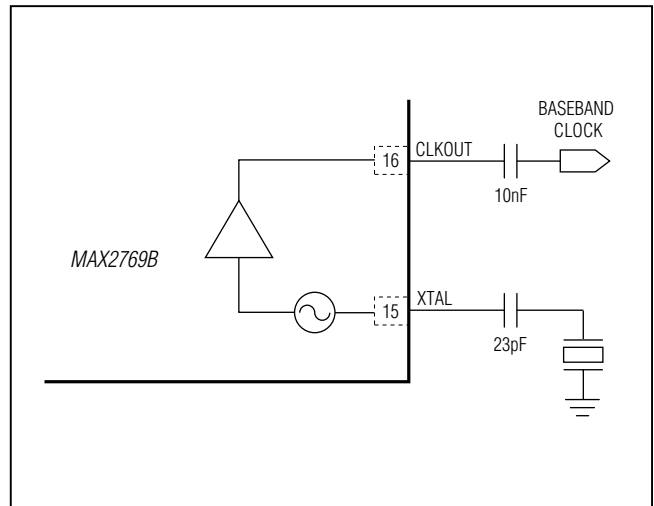 BASEBAND
CLOCK
16
CLKOUT
10nF
MAX2769B
15
XTAL
23pF